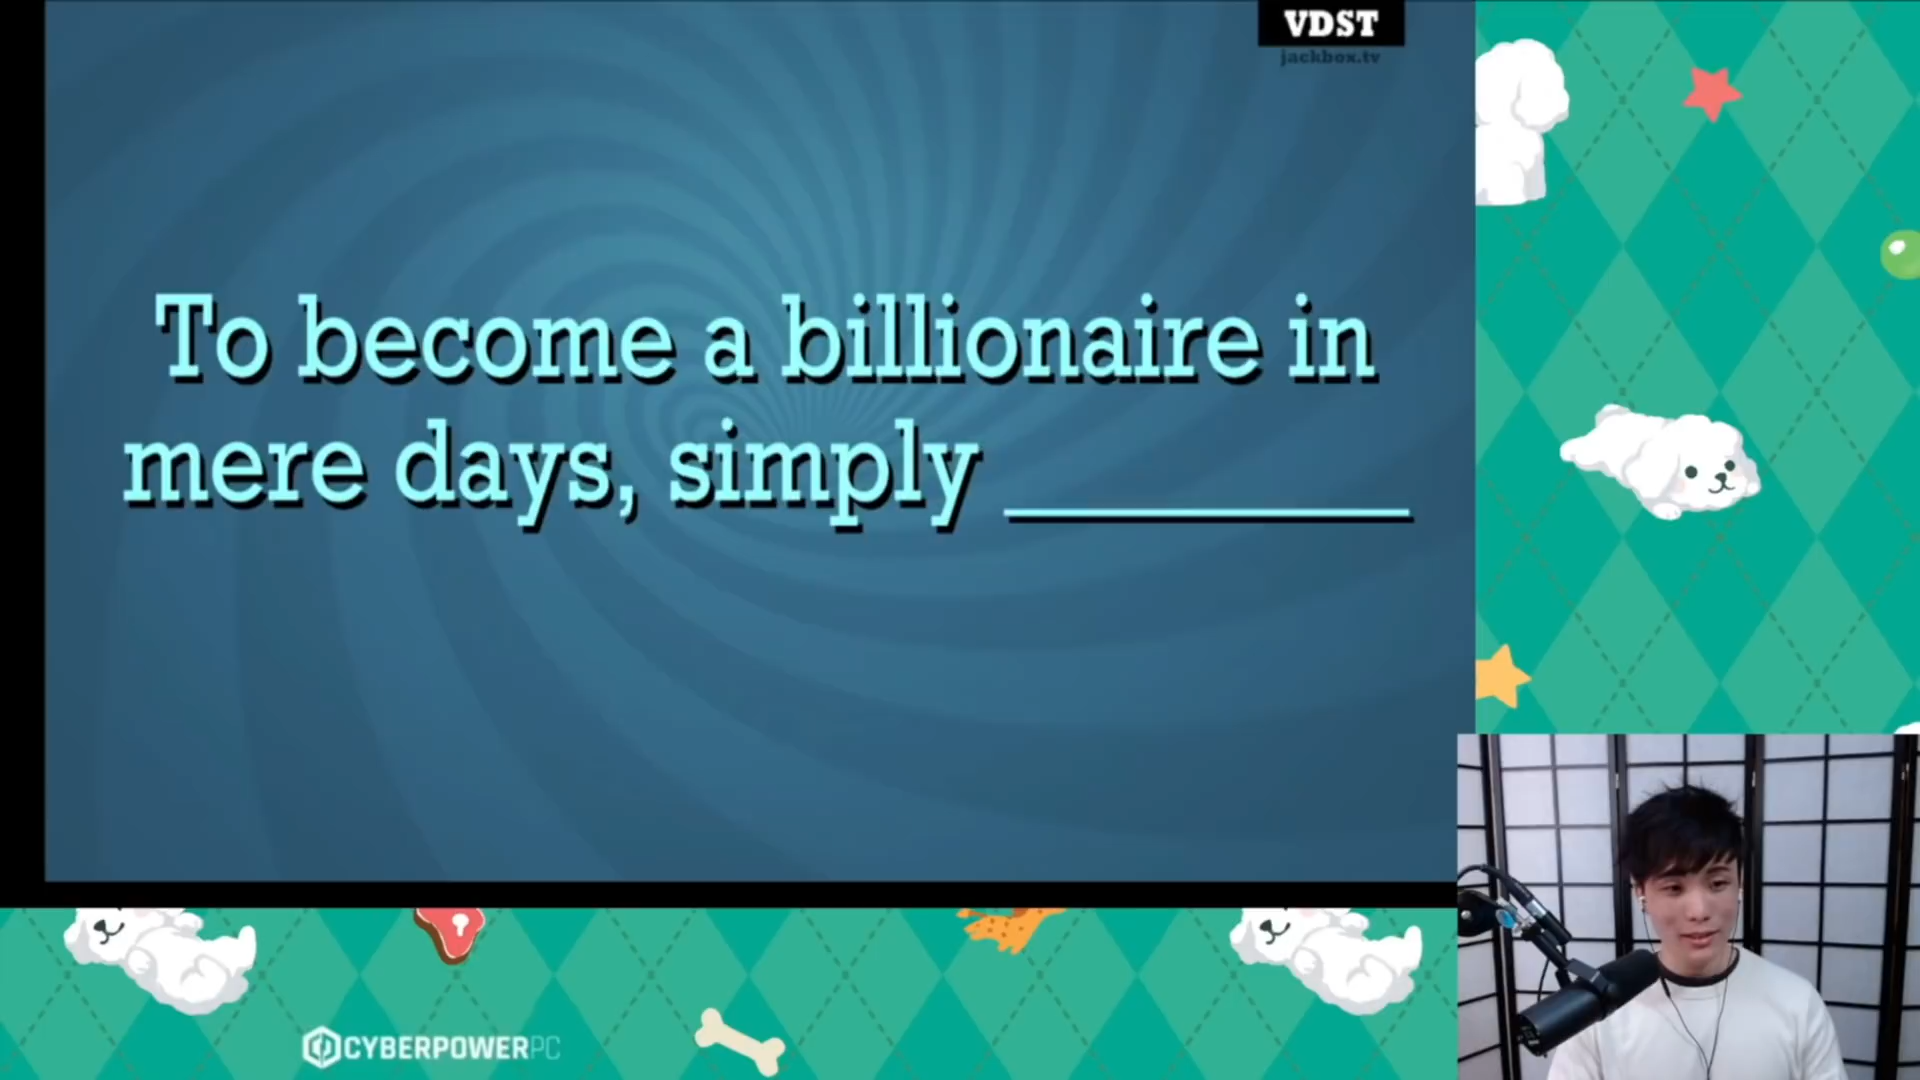 VDST
jackbox.tv
To become a billionaire in
mere days, simply ________
CYBERPOWERPC